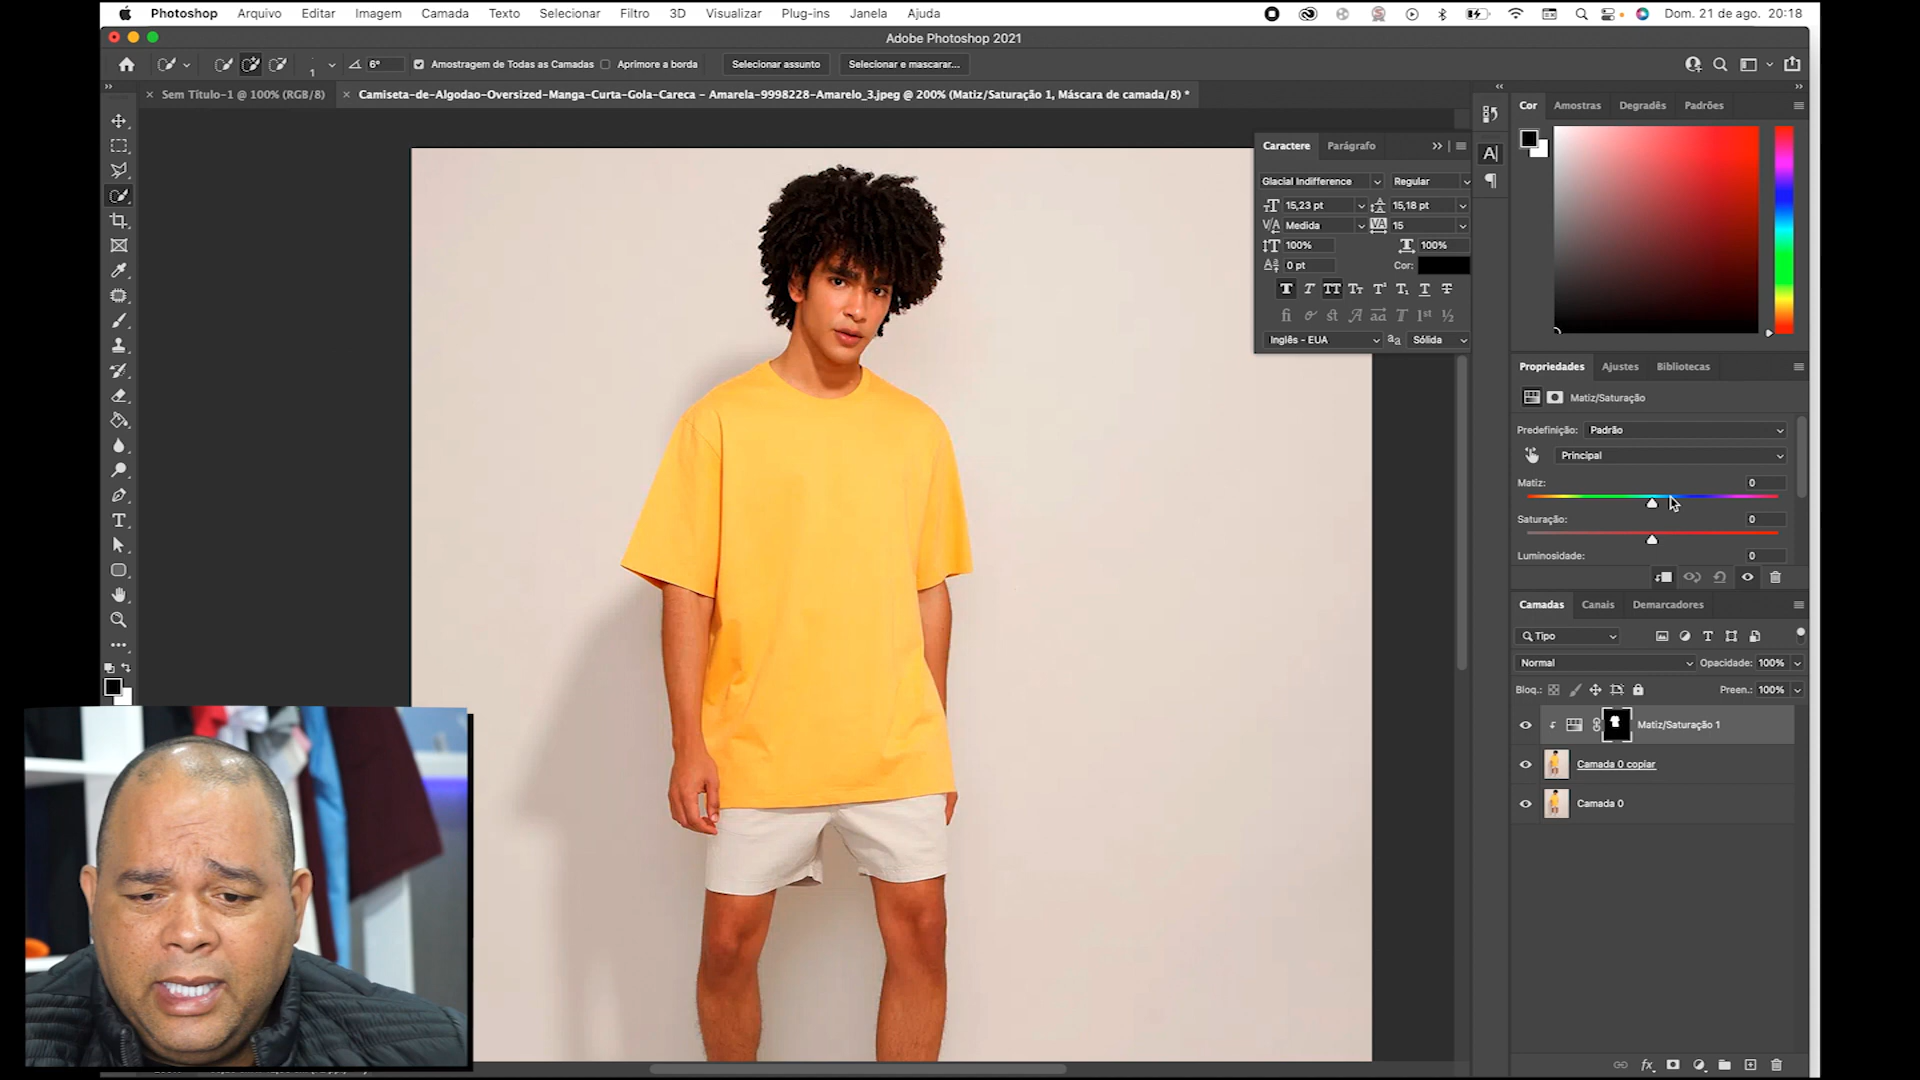 Photoshop Arquivo Editar Imagem Camada Texto Selecionar Filtro 3D Visualizar Plug-ins Janela Ajuda Dom. 21 de ago. 20:18
Adobe Photoshop 2021
1 6° Amostragem de Todas as Camadas Aprimore a borda Selecionar assunto Selecionar e mascarar...
Sem Título-1 @ 100% (RGB/8) Camiseta-de-Algodao-Oversized-Manga-Curta-Gola-Careca - Amarela-9998228-Amarelo_3.jpeg @ 200% (Matiz/Saturação 1, Máscara de camada/8) *
Caractere Parágrafo
Glacial Indifference Regular
15,23 pt 15,18 pt
Medida 15
100% 100%
0 pt Cor:
Inglês - EUA Sólida
Cor Amostras Degradês Padrões
Propriedades Ajustes Bibliotecas
Matiz/Saturação
Predefinição: Padrão
Principal
Matiz: 0
Saturação: 0
Luminosidade: 0
Camadas Canais Demarcadores
Tipo
Normal Opacidade: 100%
Bloq.: Preen.: 100%
Matiz/Saturação 1
Camada 0 copiar
Camada 0